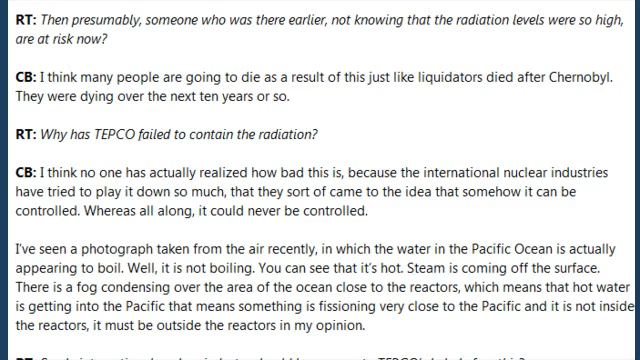 RT: Then presumably, someone who was there earlier, not knowing that the radiation levels were so high,
are at risk now?
CB: I think many people are going to die as a result of this just like liquidators died after Chernobyl.
They were dying over the next ten years or so.
RT: Why has TEPCO failed to contain the radiation?
CB: I think no one has actually realized how bad this is, because the international nuclear industries
have tried to play it down so much, that they sort of came to the idea that somehow it can be
controlled. Whereas all along, it could never be controlled.
I've seen a photograph taken from the air recently, in which the water in the Pacific Ocean is actually
appearing to boil. Well, it is not boiling. You can see that it's hot. Steam is coming off the surface.
There is a fog condensing over the area of the ocean close to the reactors, which means that hot water
is getting into the Pacific that means something is fissioning very close to the Pacific and it is not inside
the reactors, it must be outside the reactors in my opinion.